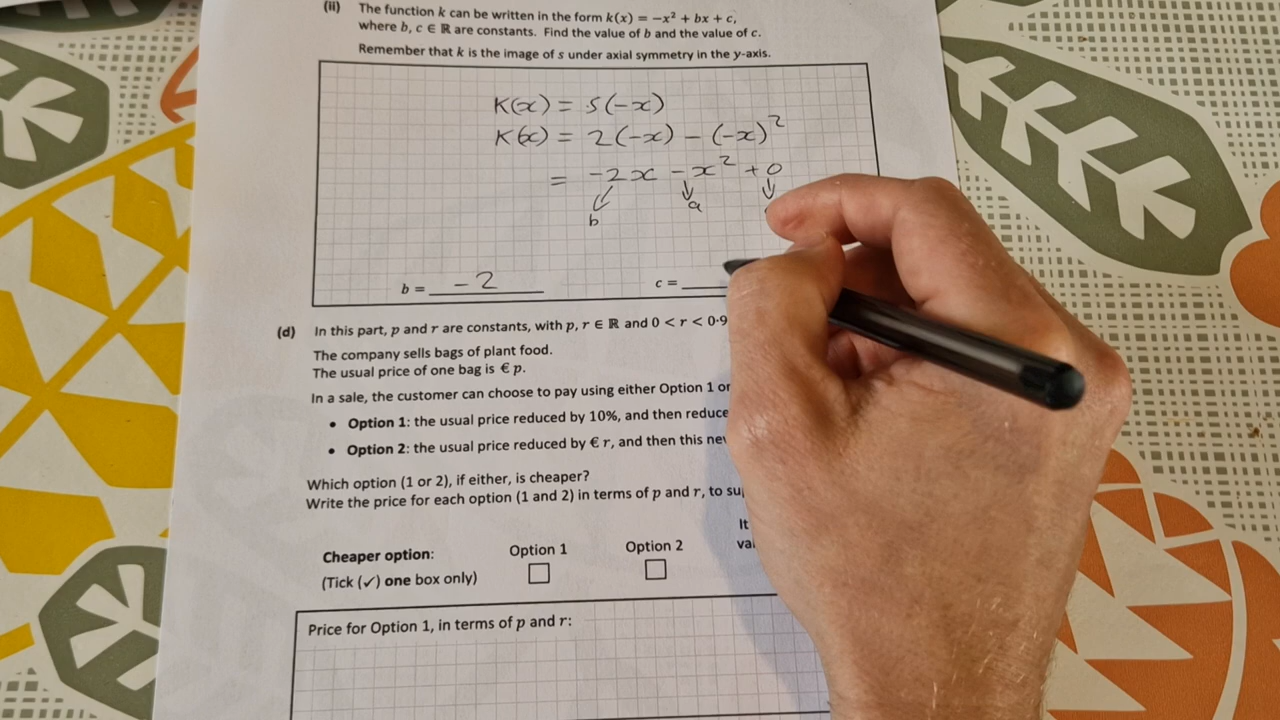 (ii) The function k can be written in the form k(x) = −x² + bx + c,
where b, c ∈ ℝ are constants. Find the value of b and the value of c.
Remember that k is the image of s under axial symmetry in the y-axis.
K(x) = s(-x)
K(x) = 2(-x) - (-x)²
= -2x - x² + 0
b a
b = -2 c =
(d) In this part, p and r are constants, with p, r ∈ ℝ and 0 < r < 0·9
The company sells bags of plant food.
The usual price of one bag is € p.
In a sale, the customer can choose to pay using either Option 1 or
• Option 1: the usual price reduced by 10%, and then reduce
• Option 2: the usual price reduced by € r, and then this
Which option (1 or 2), if either, is cheaper?
Write the price for each option (1 and 2) in terms of p and r, to
It
Cheaper option: Option 1 Option 2
(Tick (✓) one box only)
Price for Option 1, in terms of p and r: